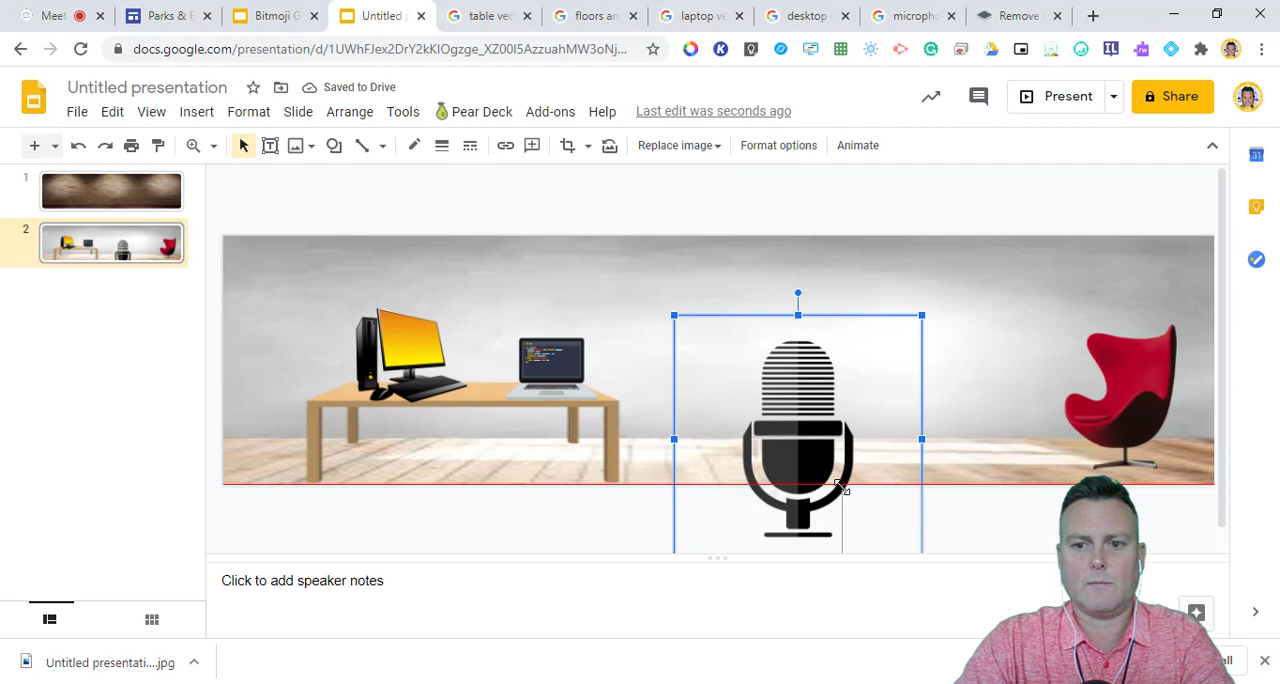 Meet
Parks & E
Bitmoji G
Untitled p
table vec
floors an
laptop ve
desktop
microph
Remove
docs.google.com/presentation/d/1UWhFJex2DrY2kKIOgzge_XZ00I5AzzuahMW3oNj...
Untitled presentation
Saved to Drive
File Edit View Insert Format Slide Arrange Tools Pear Deck Add-ons Help Last edit was seconds ago
Present
Share
Replace image
Format options
Animate
1
2
31
Click to add speaker notes
Untitled presentati....jpg
all